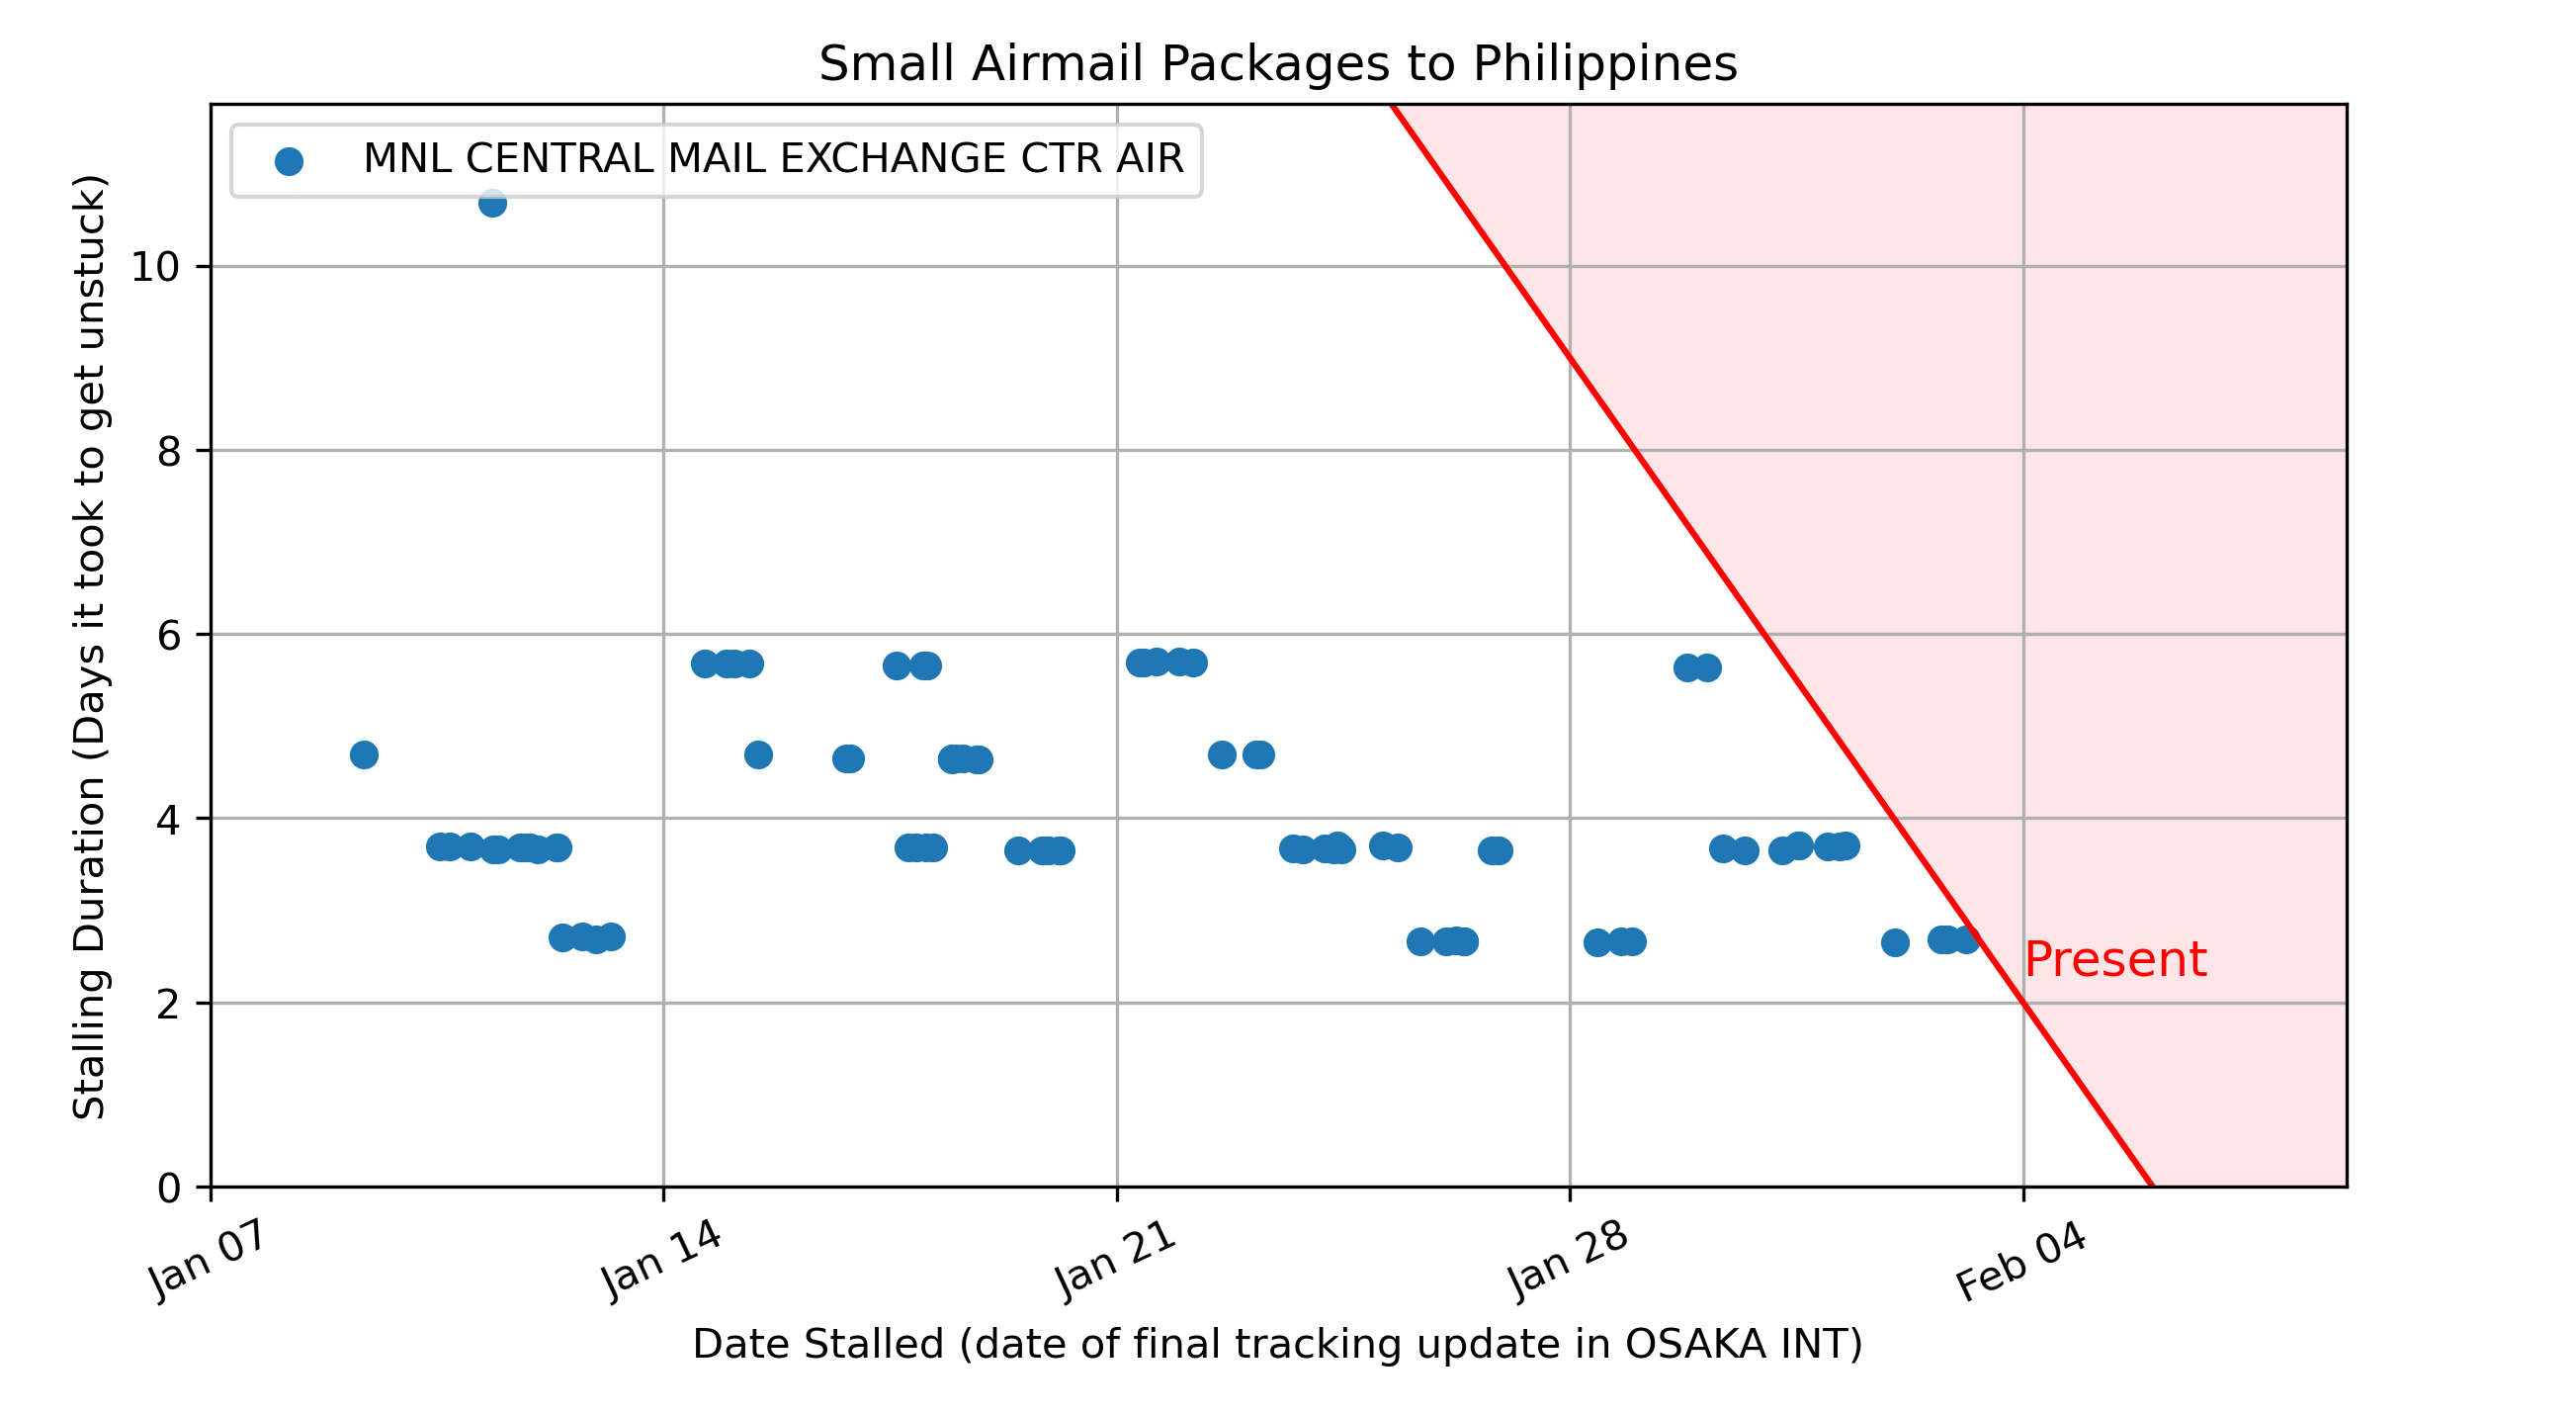 Small Airmail Packages to Philippines
MNL CENTRAL MAIL EXCHANGE CTR AIR
Stalling Duration (Days it took to get unstuck)
10
8
6
4
2
0
Present
Jan 07
Jan 14
Jan 21
Jan 28
Feb 04
Date Stalled (date of final tracking update in OSAKA INT)